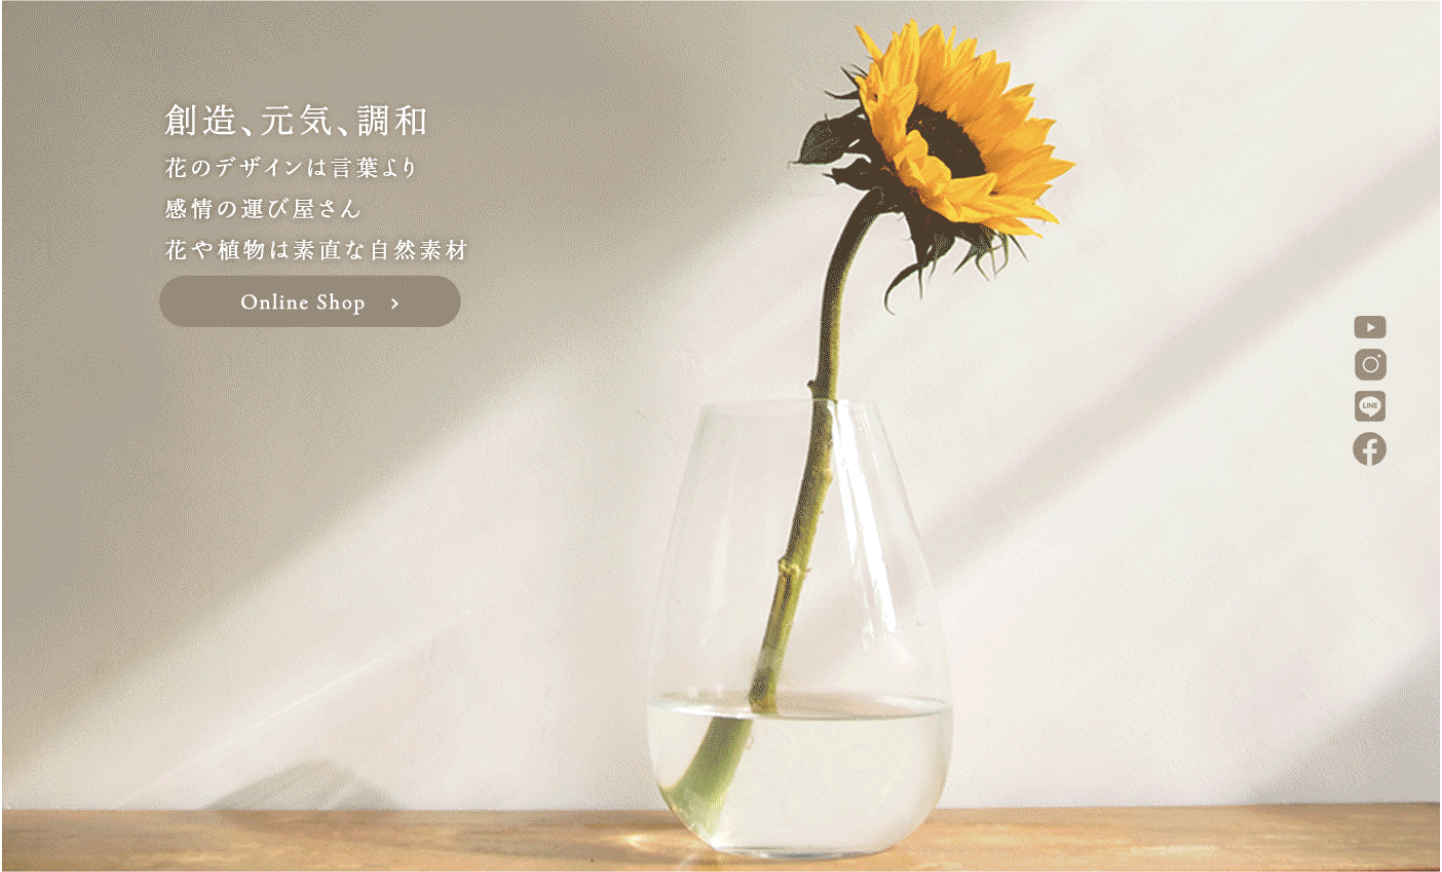 創造、元気、調和
花のデザインは言葉より
感情の運び屋さん
花や植物は素直な自然素材
Online Shop
LINE